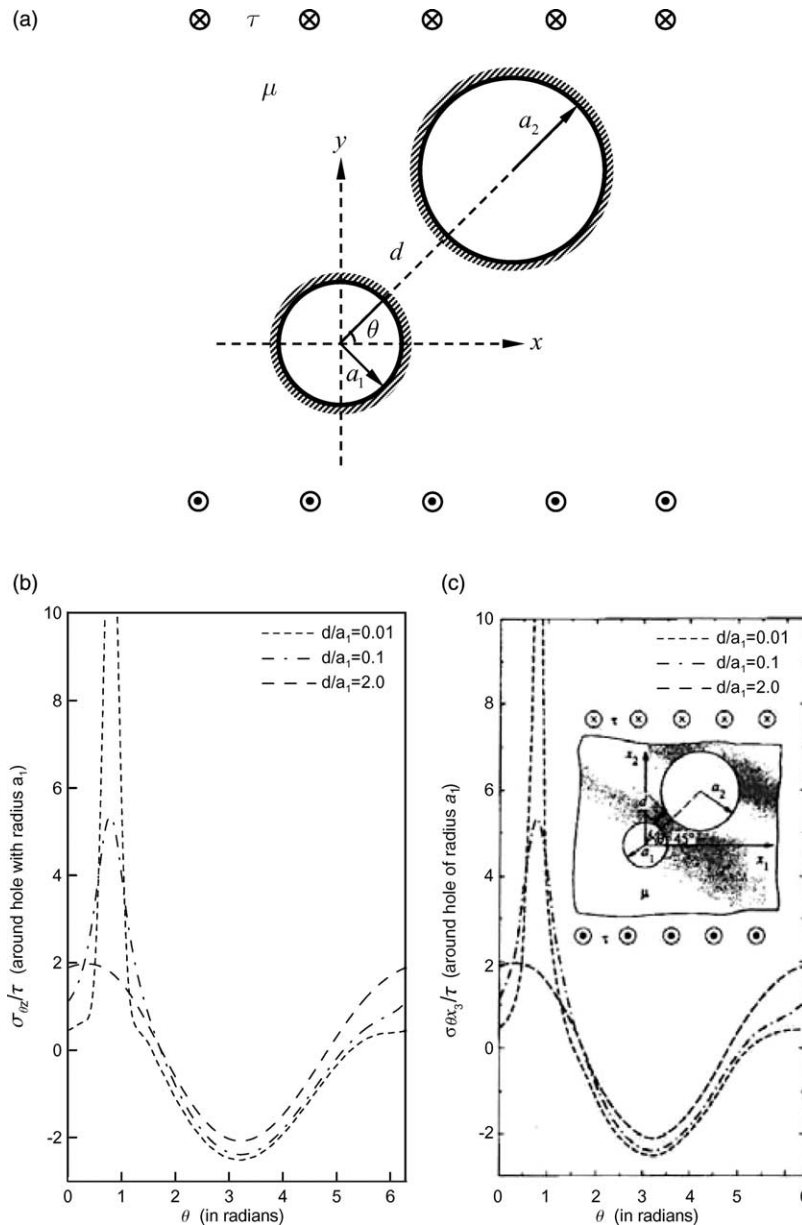 (a)
τ
μ
a₂
y
d
θ
x
a₁
(b)
10
8
6
4
2
0
-2
σθz/τ (around hole with radius a₁)
d/a₁=0.01
d/a₁=0.1
d/a₁=2.0
0 1 2 3 4 5 6
θ (in radians)
(c)
10
8
6
4
2
0
-2
σθx₃/τ (around hole of radius a₁)
d/a₁=0.01
d/a₁=0.1
d/a₁=2.0
τ
x₂
a₂
d
45°
a₁
x₁
μ
τ
0 1 2 3 4 5 6
θ (in radians)